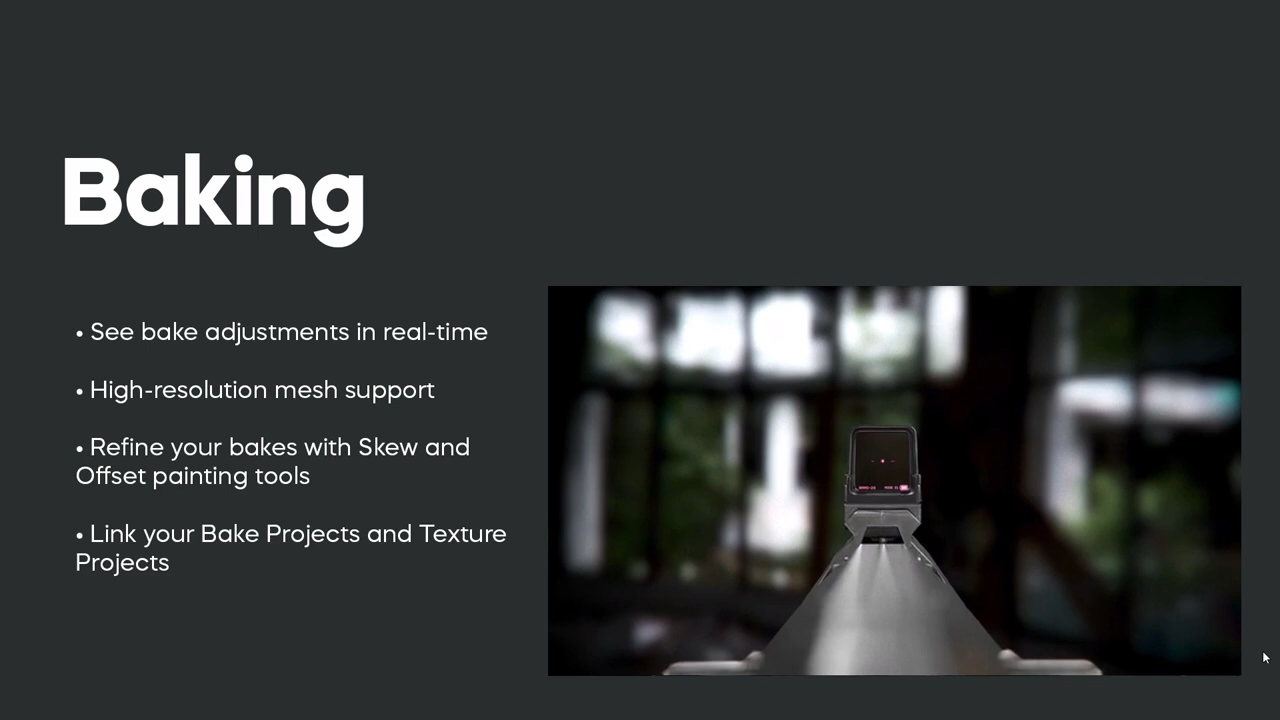 Baking
• See bake adjustments in real-time
• High-resolution mesh support
• Refine your bakes with Skew and
Offset painting tools
• Link your Bake Projects and Texture
Projects